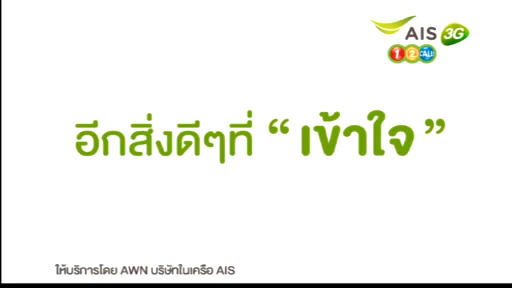 AIS 3G
1 2 CALL
อีกสิ่งดีๆที่ “ เข้าใจ ”
ให้บริการโดย AWN บริษัทในเครือ AIS